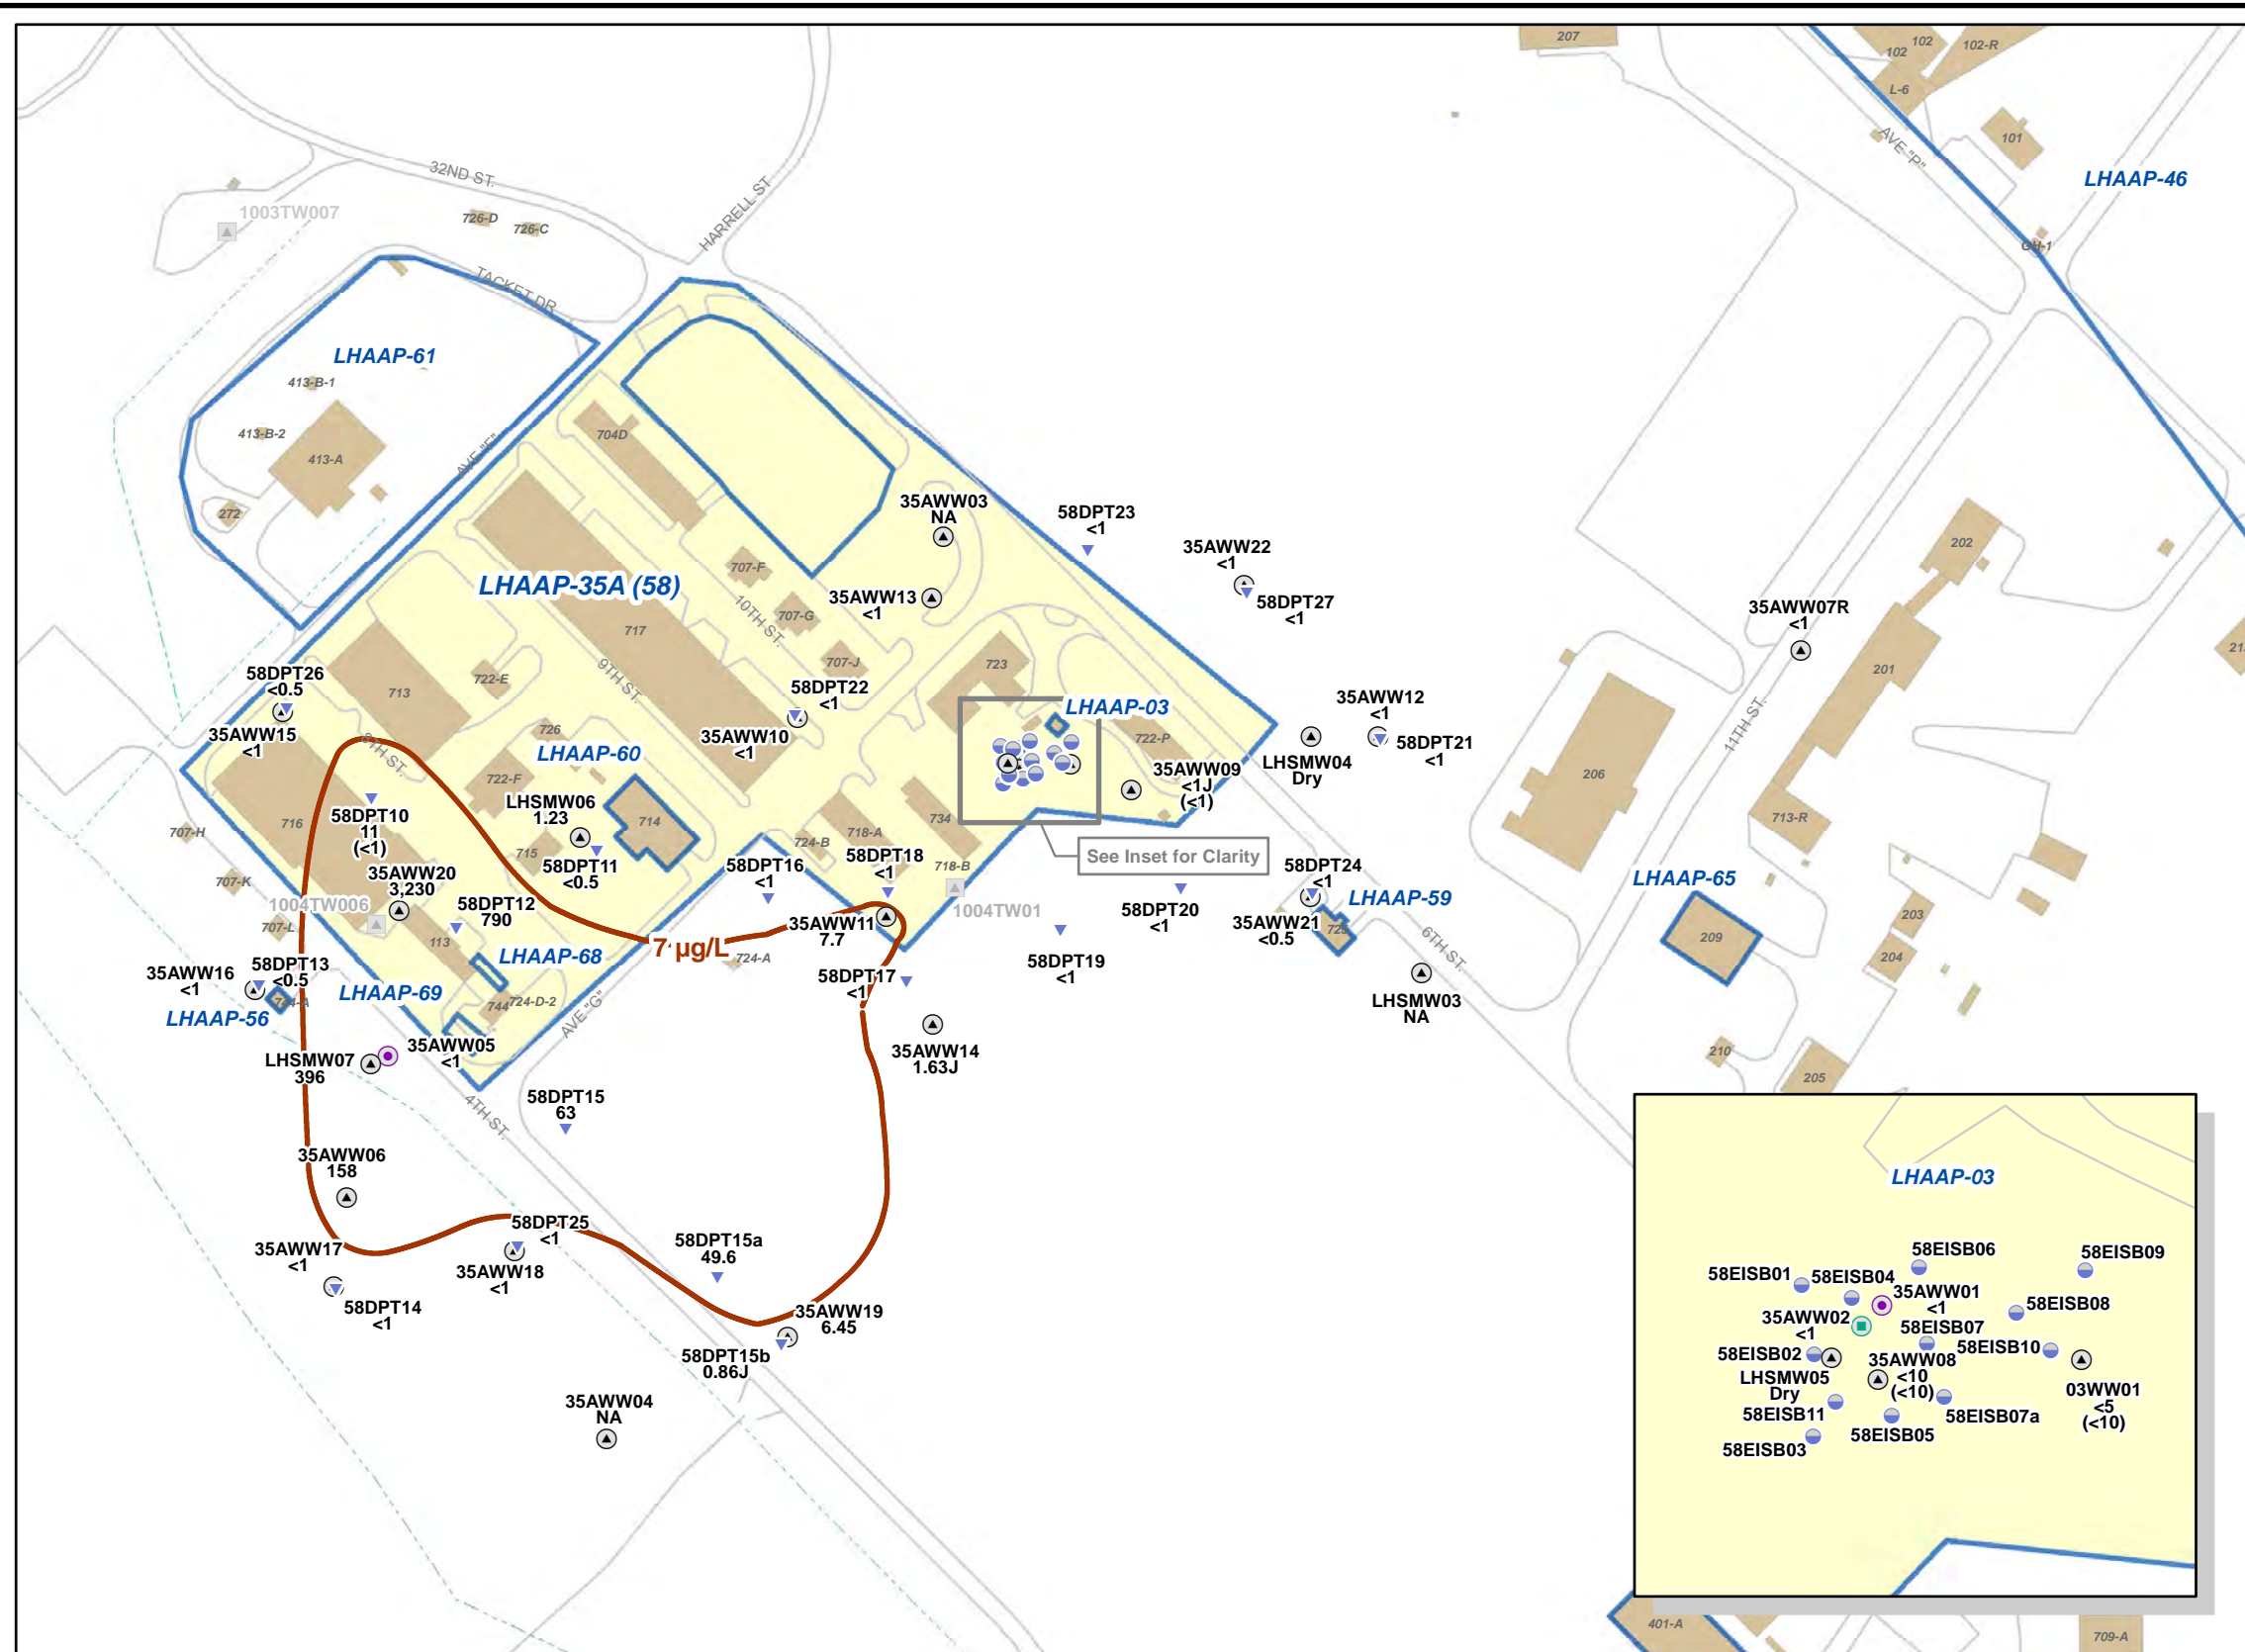 207
102
102
102-R
L-6
101
AVE "P"
LHAAP-46
OH-1
32ND ST.
HARRELL ST
1003TW007
726-D
726-C
TACKET DR
LHAAP-61
413-B-1
413-B-2
413-A
272
AVE "E"
704D
35AWW03
NA
58DPT23
<1
35AWW22
<1
58DPT27
<1
35AWW13
<1
LHAAP-35A (58)
707-F
707-G
10TH ST.
717
9TH ST.
707-J
723
202
35AWW07R
<1
201
11TH ST.
58DPT26
<0.5
35AWW15
<1
713
722-E
8TH ST.
726
LHAAP-60
722-F
58DPT22
<1
35AWW10
<1
LHAAP-03
722-P
35AWW09
<1J
(<1)
LHSMW04
Dry
35AWW12
<1
58DPT21
<1
206
713-R
716
707-H
58DPT10
11
(<1)
LHSMW06
1.23
714
715
58DPT11
<0.5
724-B
718-A
734
718-B
See Inset for Clarity
58DPT16
<1
58DPT18
<1
1004TW01
707-K
35AWW20
3,230
1004TW006
707-L
58DPT12
790
113
LHAAP-68
35AWW11
7.7
7 µg/L
724-A
58DPT17
<1
58DPT19
<1
58DPT20
<1
58DPT24
<1
35AWW21
<0.5
LHAAP-59
725
6TH ST.
LHAAP-65
209
203
204
LHSMW03
NA
210
205
35AWW16
<1
58DPT13
<0.5
744-A
LHAAP-56
LHAAP-69
744
724-D-2
AVE "G"
35AWW05
<1
LHSMW07
396
4TH ST.
58DPT15
63
35AWW14
1.63J
35AWW06
158
35AWW17
<1
58DPT14
<1
58DPT25
<1
35AWW18
<1
58DPT15a
49.6
35AWW19
6.45
58DPT15b
0.86J
35AWW04
NA
LHAAP-03
58EISB06
58EISB09
58EISB01
58EISB04
35AWW01
<1
58EISB08
35AWW02
<1
58EISB07
58EISB02
58EISB10
35AWW08
<10
(<10)
LHSMW05
Dry
03WW01
<5
(<10)
58EISB11
58EISB07a
58EISB05
58EISB03
401-A
709-A